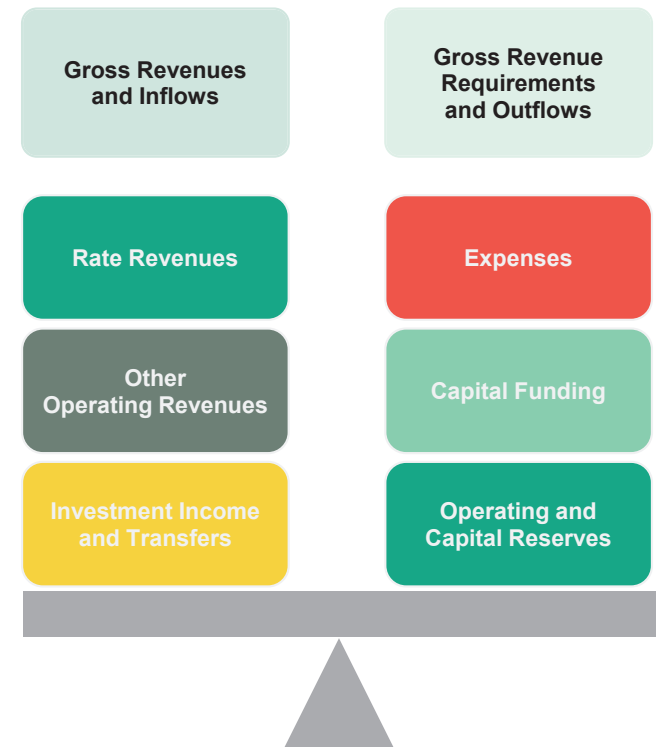 Gross Revenues
and Inflows
Gross Revenue
Requirements
and Outflows
Rate Revenues
Expenses
Other
Operating Revenues
Capital Funding
Investment Income
and Transfers
Operating and
Capital Reserves